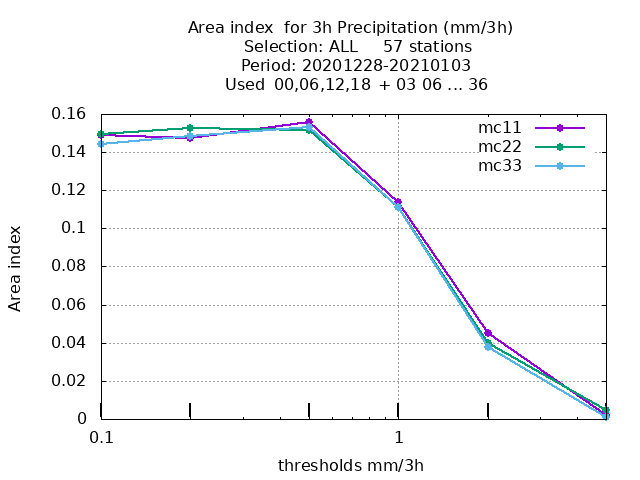 Area index  for 3h Precipitation (mm/3h)
Selection: ALL     57 stations
Period: 20201228-20210103
Used  00,06,12,18  + 03 06 ... 36
0.16
0.14
0.12
0.1
0.08
0.06
0.04
0.02
0
0.1
1
Area index
thresholds mm/3h
mc11
mc22
mc33